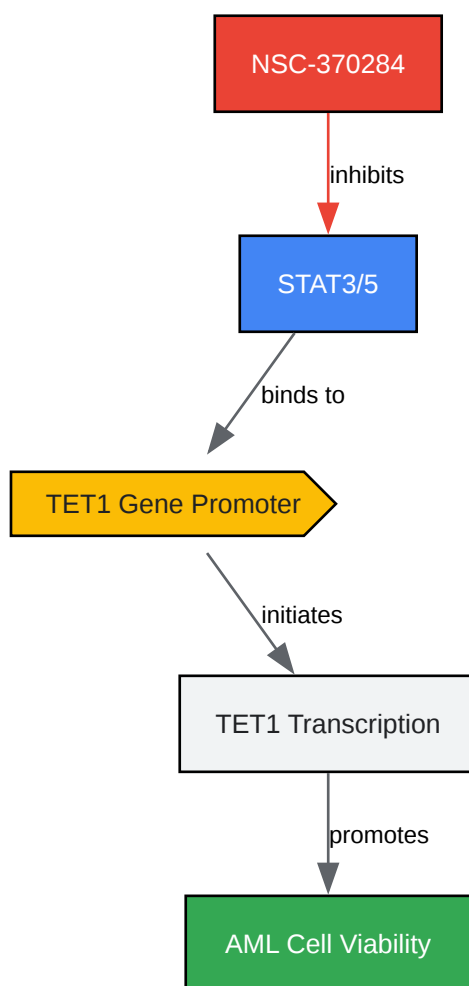 NSC-370284
inhibits
STAT3/5
binds to
TET1 Gene Promoter
initiates
TET1 Transcription
promotes
AML Cell Viability